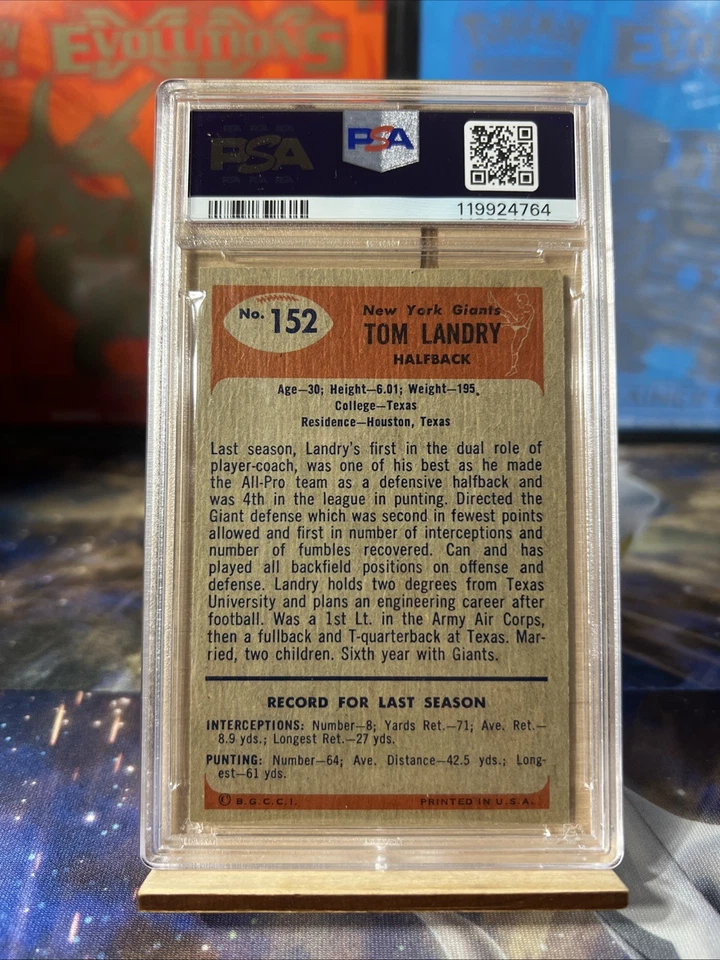 EVOLUTIONS
POKÉMON
PSA
PSA
119924764
No. 152
New York Giants
TOM LANDRY
HALFBACK
Age—30; Height—6.01; Weight—195.
College—Texas
Residence—Houston, Texas
Last season, Landry's first in the dual role of
player-coach, was one of his best as he made
the All-Pro team as a defensive halfback and
was 4th in the league in punting. Directed the
Giant defense which was second in fewest points
allowed and first in number of interceptions and
number of fumbles recovered. Can and has
played all backfield positions on offense and
defense. Landry holds two degrees from Texas
University and plans an engineering career after
football. Was a 1st Lt. in the Army Air Corps,
then a fullback and T-quarterback at Texas. Mar-
ried, two children. Sixth year with Giants.
RECORD FOR LAST SEASON
INTERCEPTIONS: Number—8; Yards Ret.—71; Ave. Ret.—
8.9 yds.; Longest Ret.—27 yds.
PUNTING: Number—64; Ave. Distance—42.5 yds.; Long-
est—61 yds.
© B.G.C.C.I. PRINTED IN U.S.A.